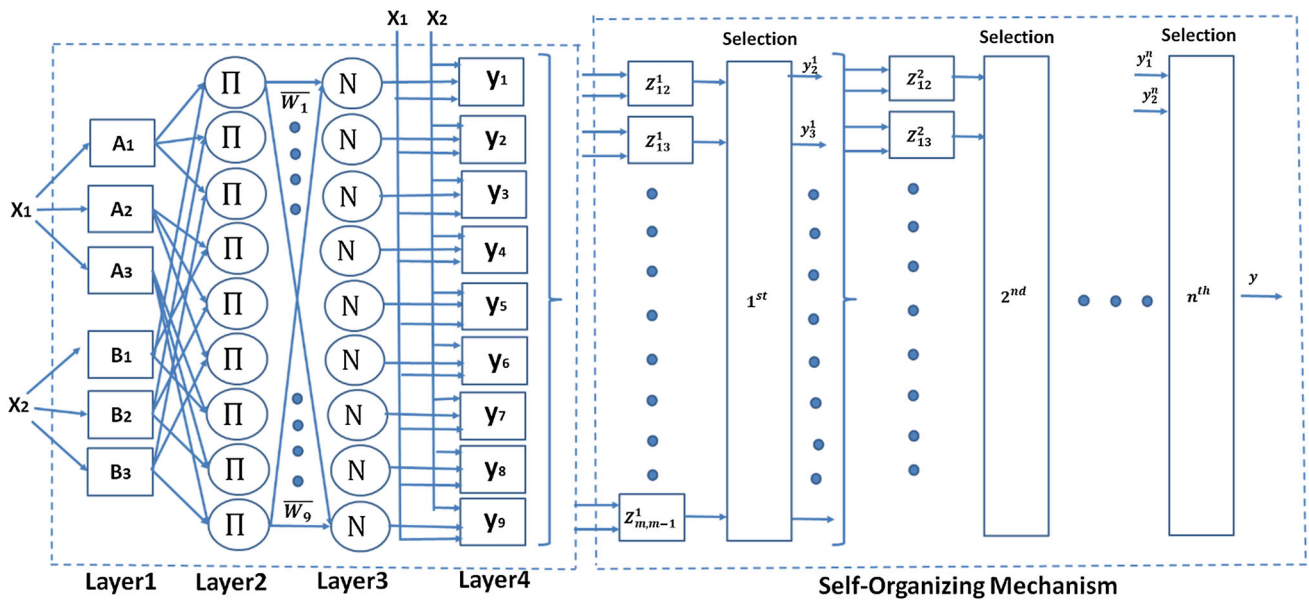 X₁ X₂
Selection
Selection
Selection
X₁
X₂
A₁
A₂
A₃
B₁
B₂
B₃
Π
Π
Π
Π
Π
Π
Π
Π
Π
W̅₁
W̅₉
N
N
N
N
N
N
N
N
N
y₁
y₂
y₃
y₄
y₅
y₆
y₇
y₈
y₉
Z¹₁₂
Z¹₁₃
Z¹ₘ,ₘ₋₁
1ˢᵗ
y¹₂
y¹₃
Z²₁₂
Z²₁₃
2ⁿᵈ
yⁿ₁
yⁿ₂
nᵗʰ
y
Layer1 Layer2 Layer3 Layer4
Self-Organizing Mechanism